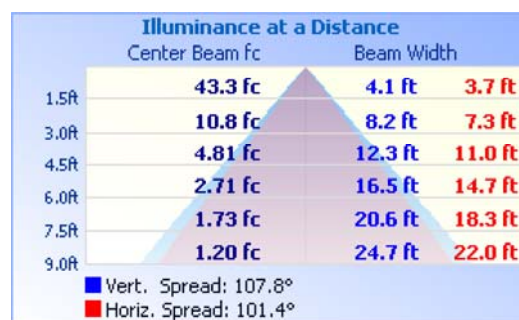 Illuminance at a Distance
Center Beam fc Beam Width
1.5ft 43.3 fc 4.1 ft 3.7 ft
3.0ft 10.8 fc 8.2 ft 7.3 ft
4.5ft 4.81 fc 12.3 ft 11.0 ft
6.0ft 2.71 fc 16.5 ft 14.7 ft
7.5ft 1.73 fc 20.6 ft 18.3 ft
9.0ft 1.20 fc 24.7 ft 22.0 ft
Vert. Spread: 107.8°
Horiz. Spread: 101.4°